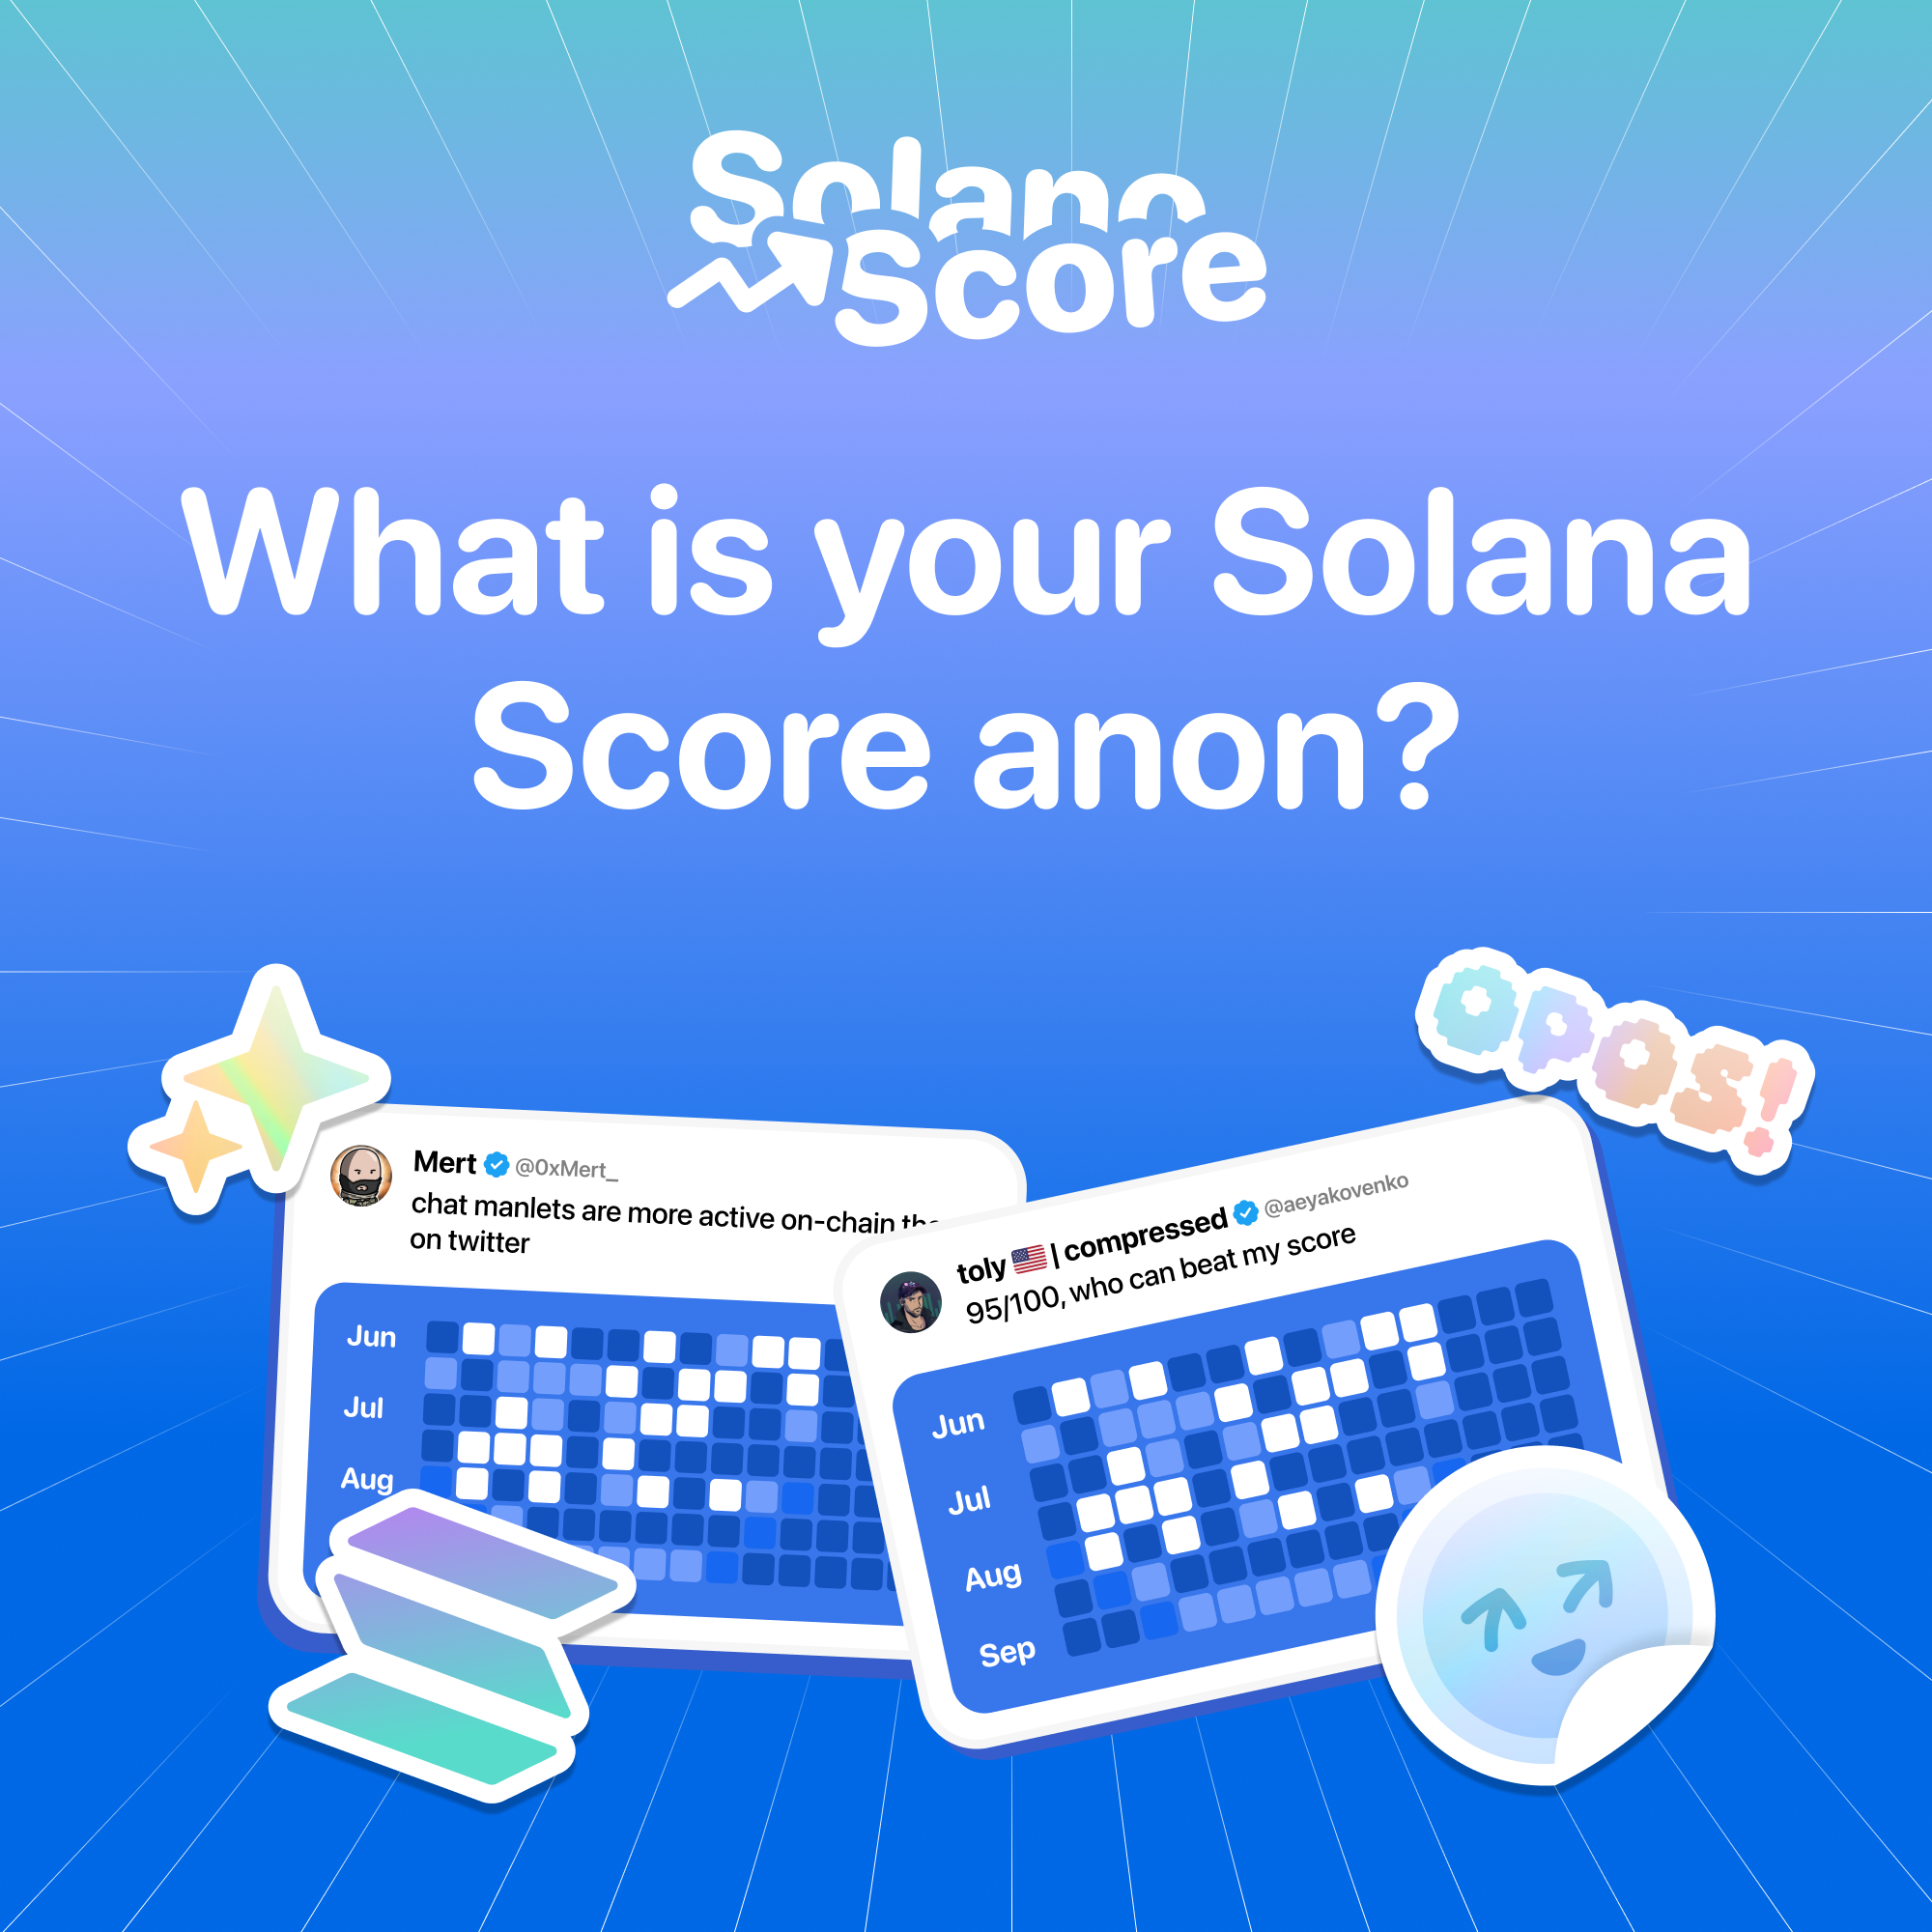 Solana
Score
What is your Solana
Score anon?
OPOS!
Mert @0xMert_
chat manlets are more active on-chain
on twitter
Jun
Jul
Aug
toly 🇺🇸 | compressed @aeyakovenko
95/100, who can beat my score
Jun
Jul
Aug
Sep